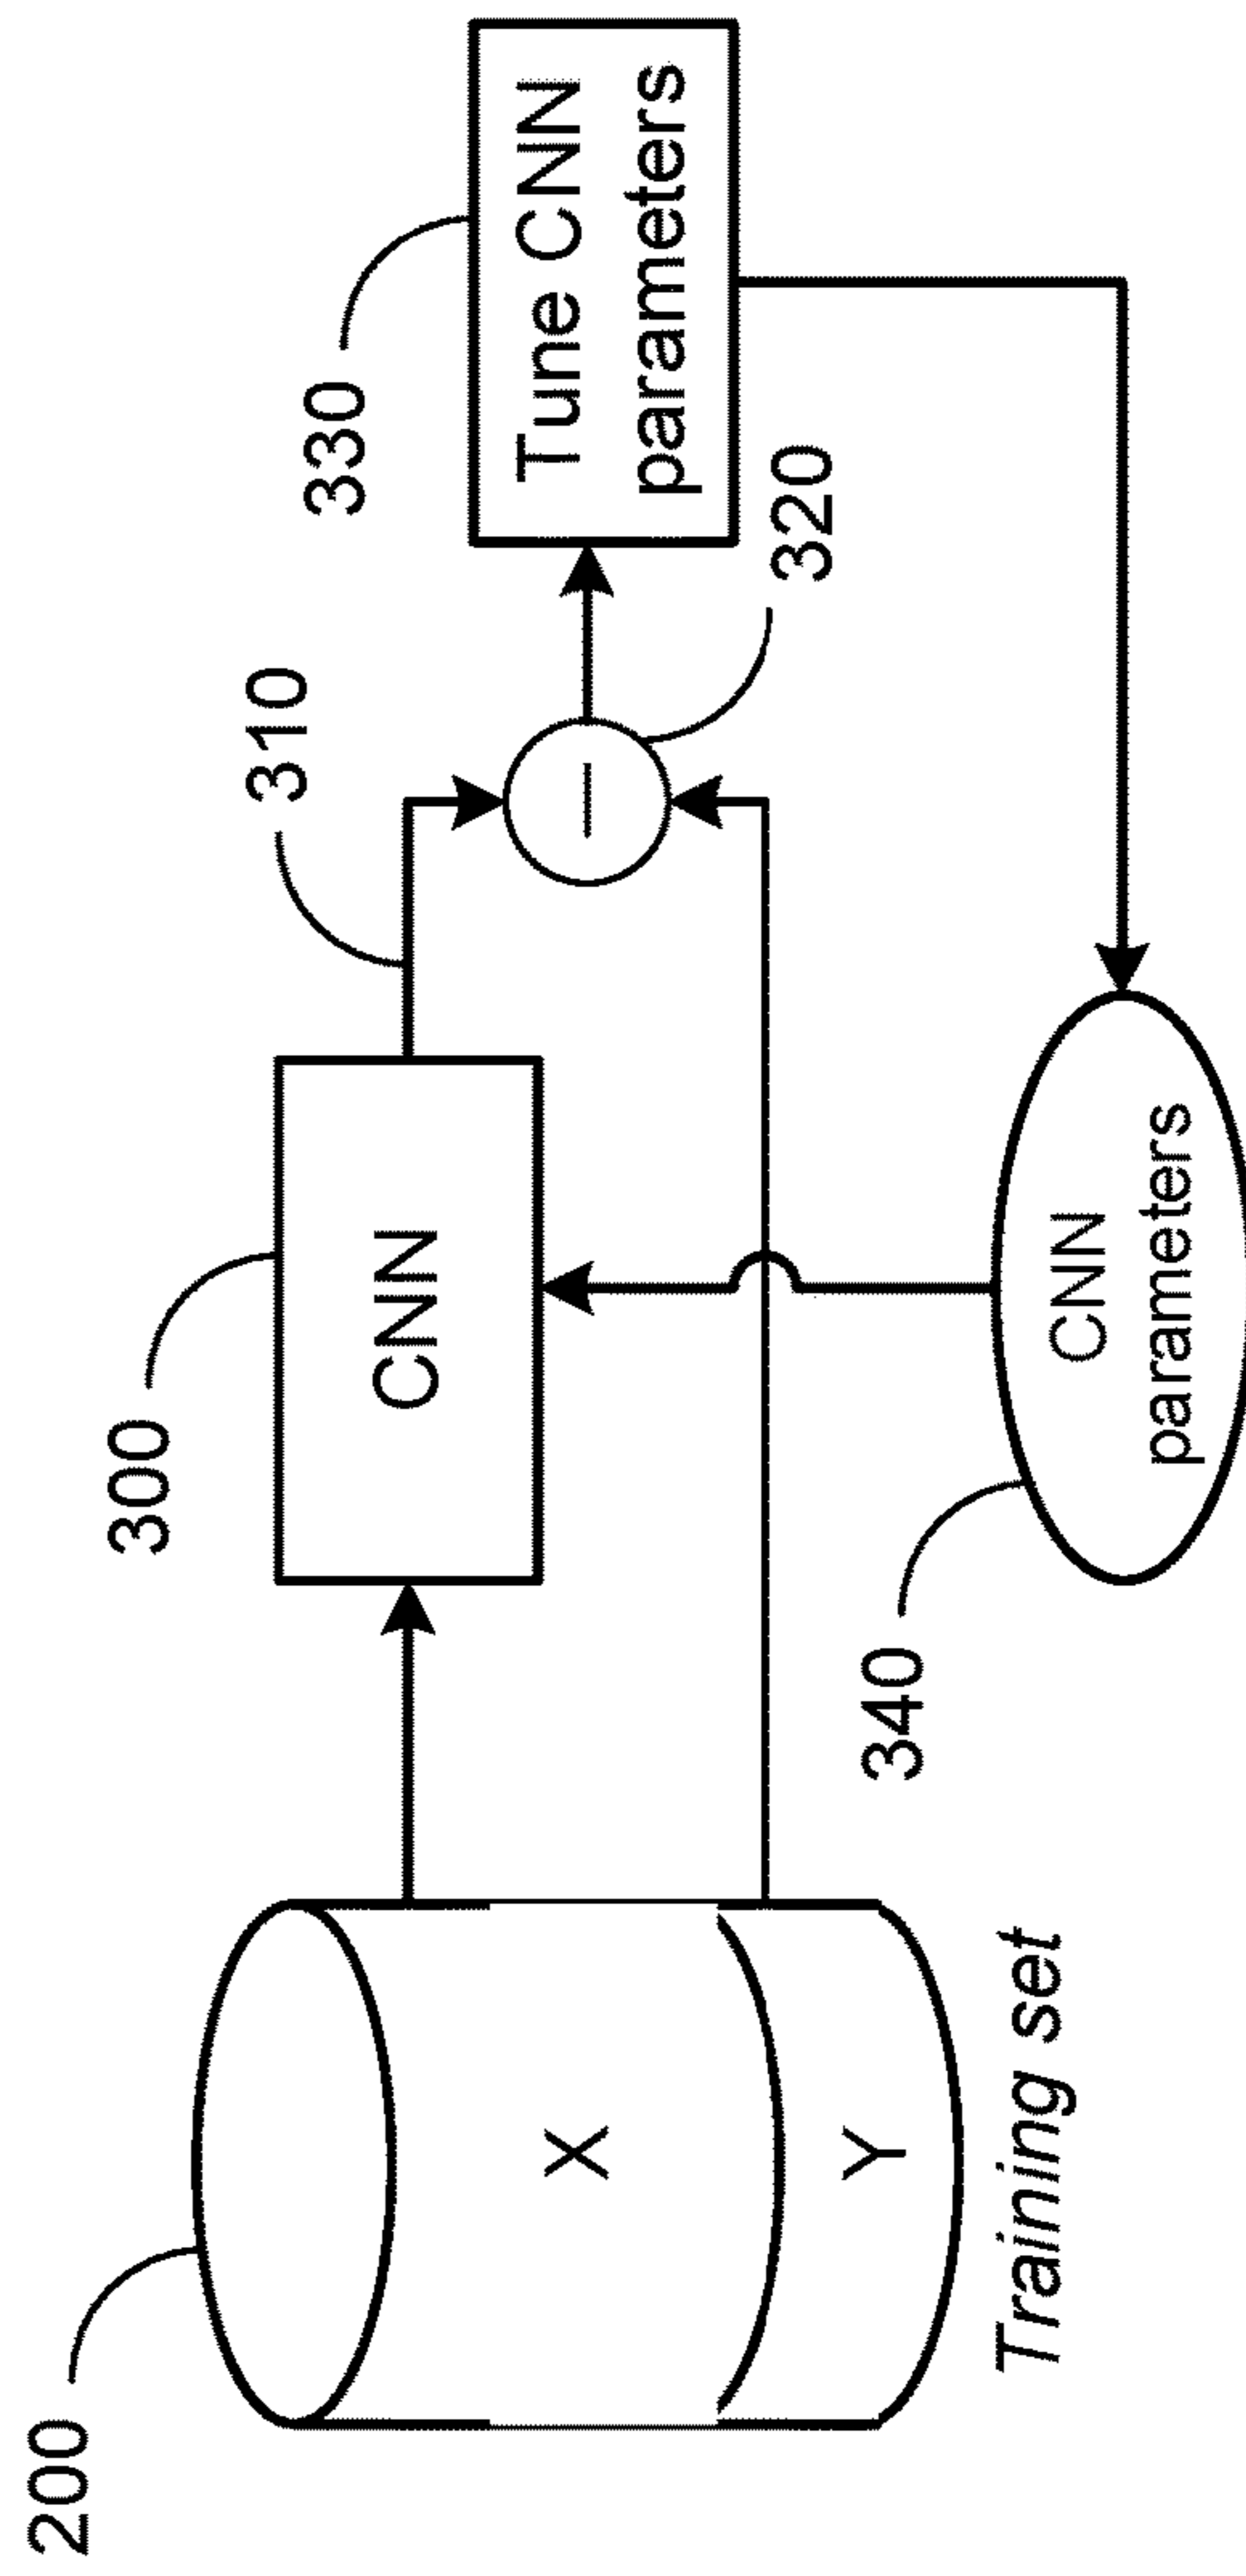 200
X
Y
Training set
300
CNN
310
320
330
Tune CNN
parameters
340
CNN
parameters